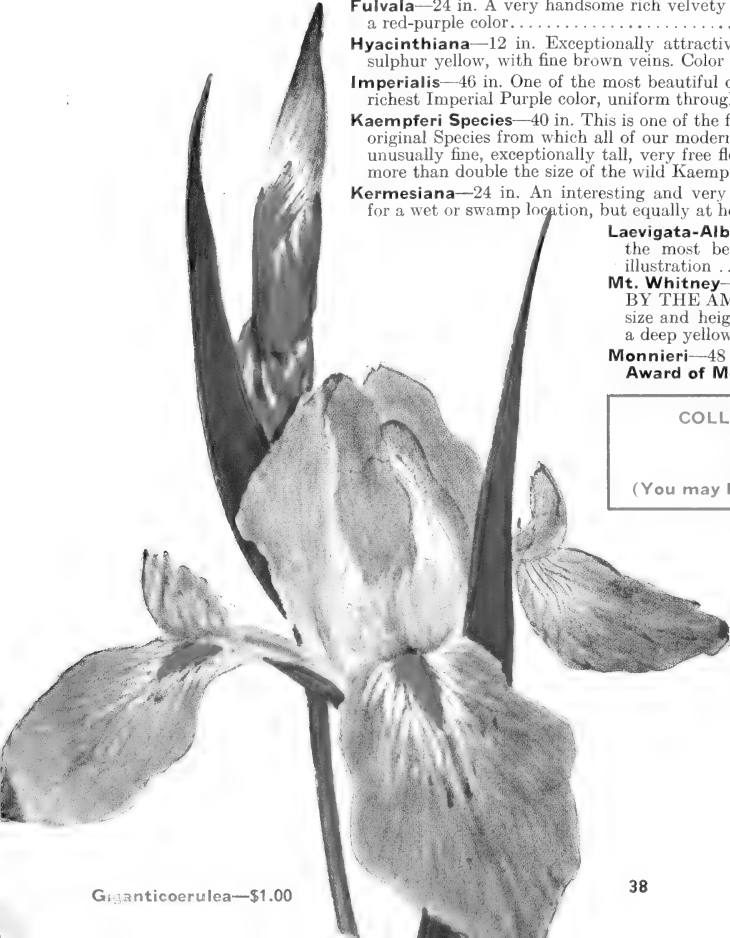 Fulvala—24 in. A very handsome rich velvety
a red-purple color
Hyacinthiana—12 in. Exceptionally attractiv
sulphur yellow, with fine brown veins. Color
Imperialis—46 in. One of the most beautiful
richest Imperial Purple color, uniform throug
Kaempferi Species—40 in. This is one of the f
original Species from which all of our modern
unusually fine, exceptionally tall, very free fl
more than double the size of the wild Kaemp
Kermesiana—24 in. An interesting and very
for a wet or swamp location, but equally at h
Laevigata-Alb
the most be
illustration ..
Mt. Whitney—
BY THE AM
size and heig
a deep yellow
Monnieri—48
Award of M
COLL
(You may
Giganticoerulea—$1.00
38